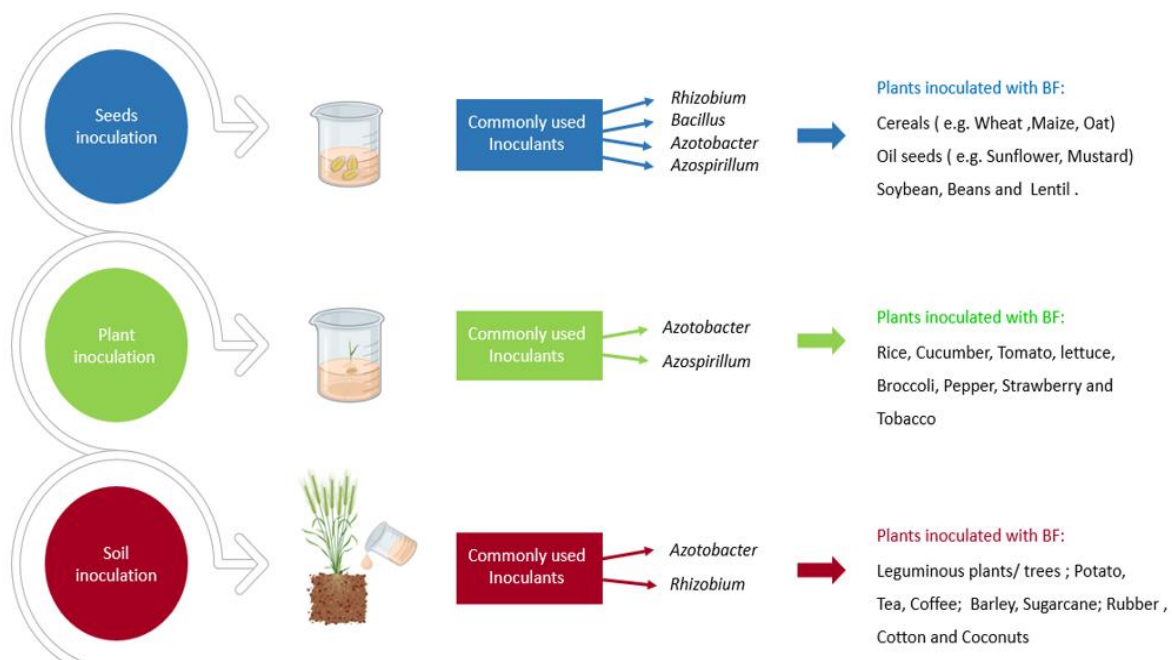 Seeds
inoculation
Commonly used
Inoculants
Rhizobium
Bacillus
Azotobacter
Azospirillum
Plants inoculated with BF:
Cereals ( e.g. Wheat ,Maize, Oat)
Oil seeds ( e.g. Sunflower, Mustard)
Soybean, Beans and Lentil .
Plant
inoculation
Commonly used
Inoculants
Azotobacter
Azospirillum
Plants inoculated with BF:
Rice, Cucumber, Tomato, lettuce,
Broccoli, Pepper, Strawberry and
Tobacco
Soil
inoculation
Commonly used
Inoculants
Azotobacter
Rhizobium
Plants inoculated with BF:
Leguminous plants/ trees ; Potato,
Tea, Coffee; Barley, Sugarcane; Rubber ,
Cotton and Coconuts